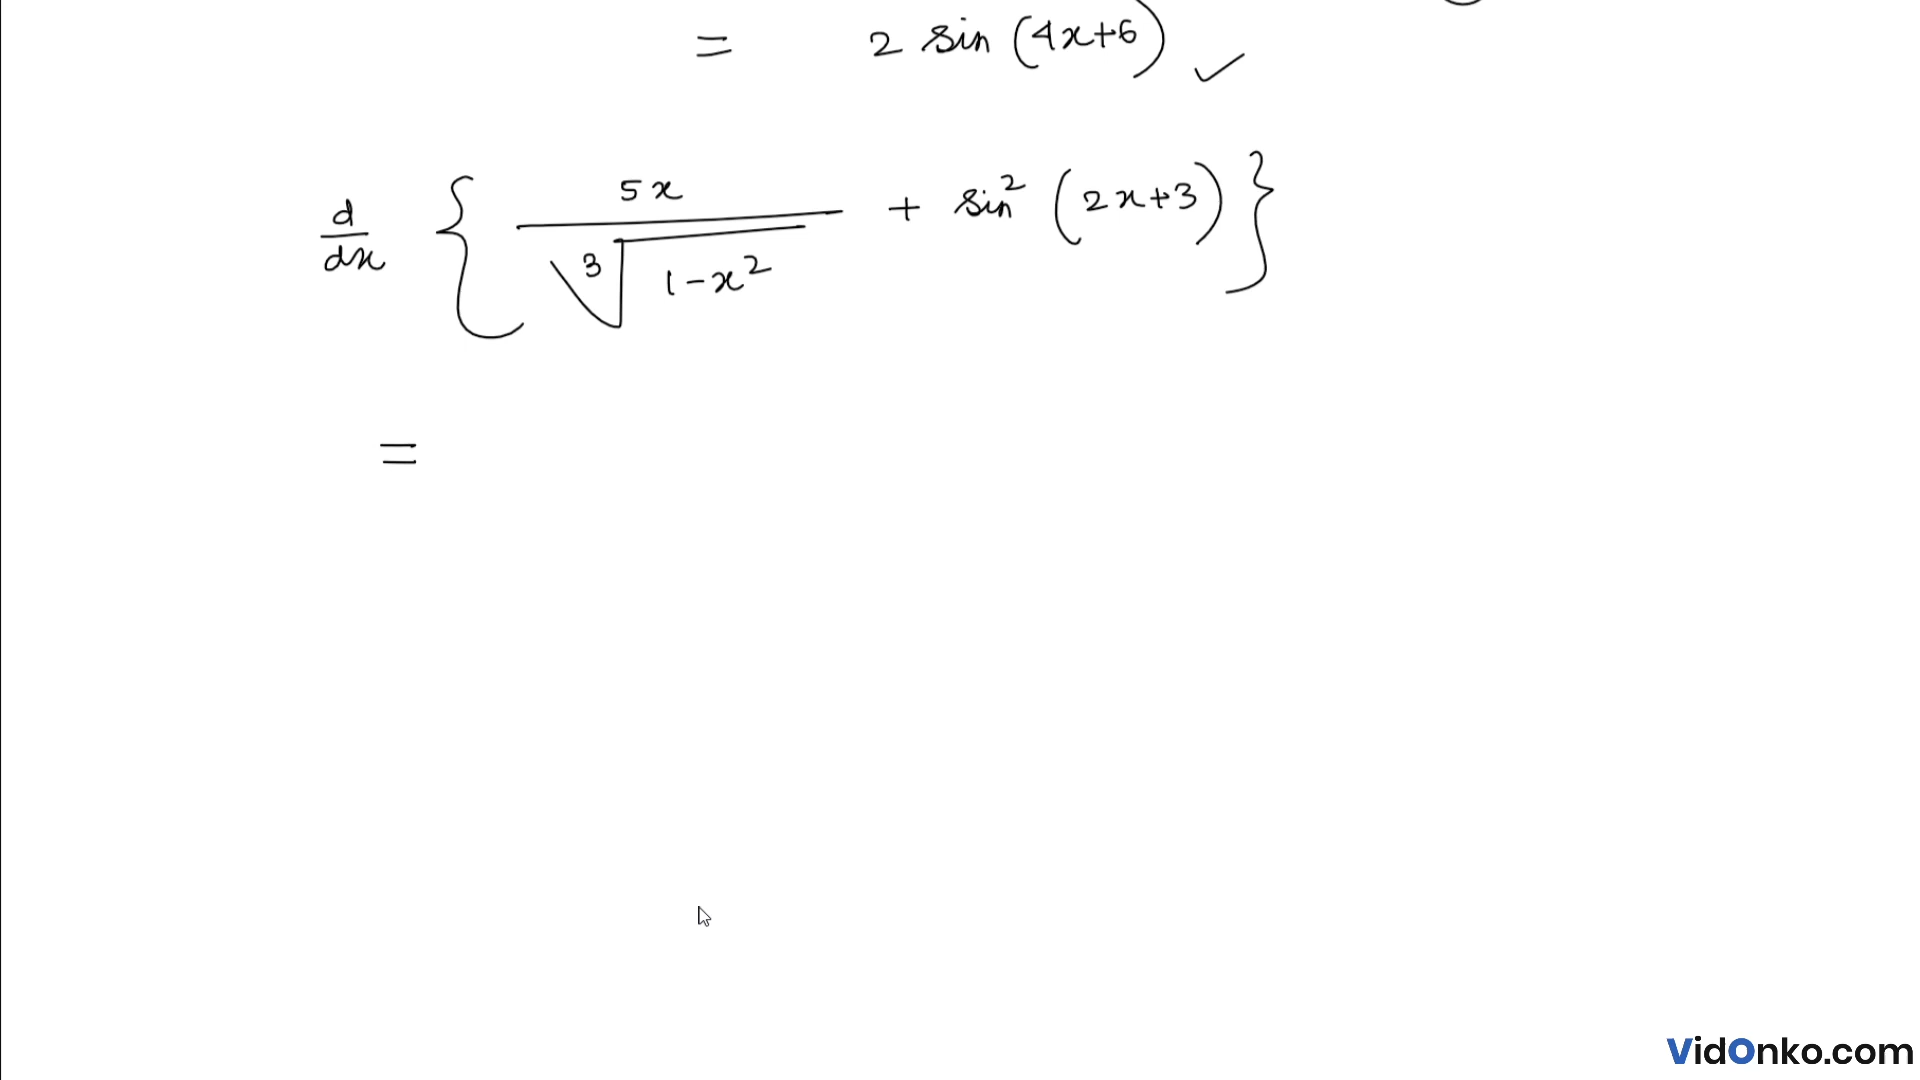 = 2 sin (4x+6) ✓
d/dx { 5x / ∛(1-x²) + sin² (2x+3) }
=
VidOnko.com